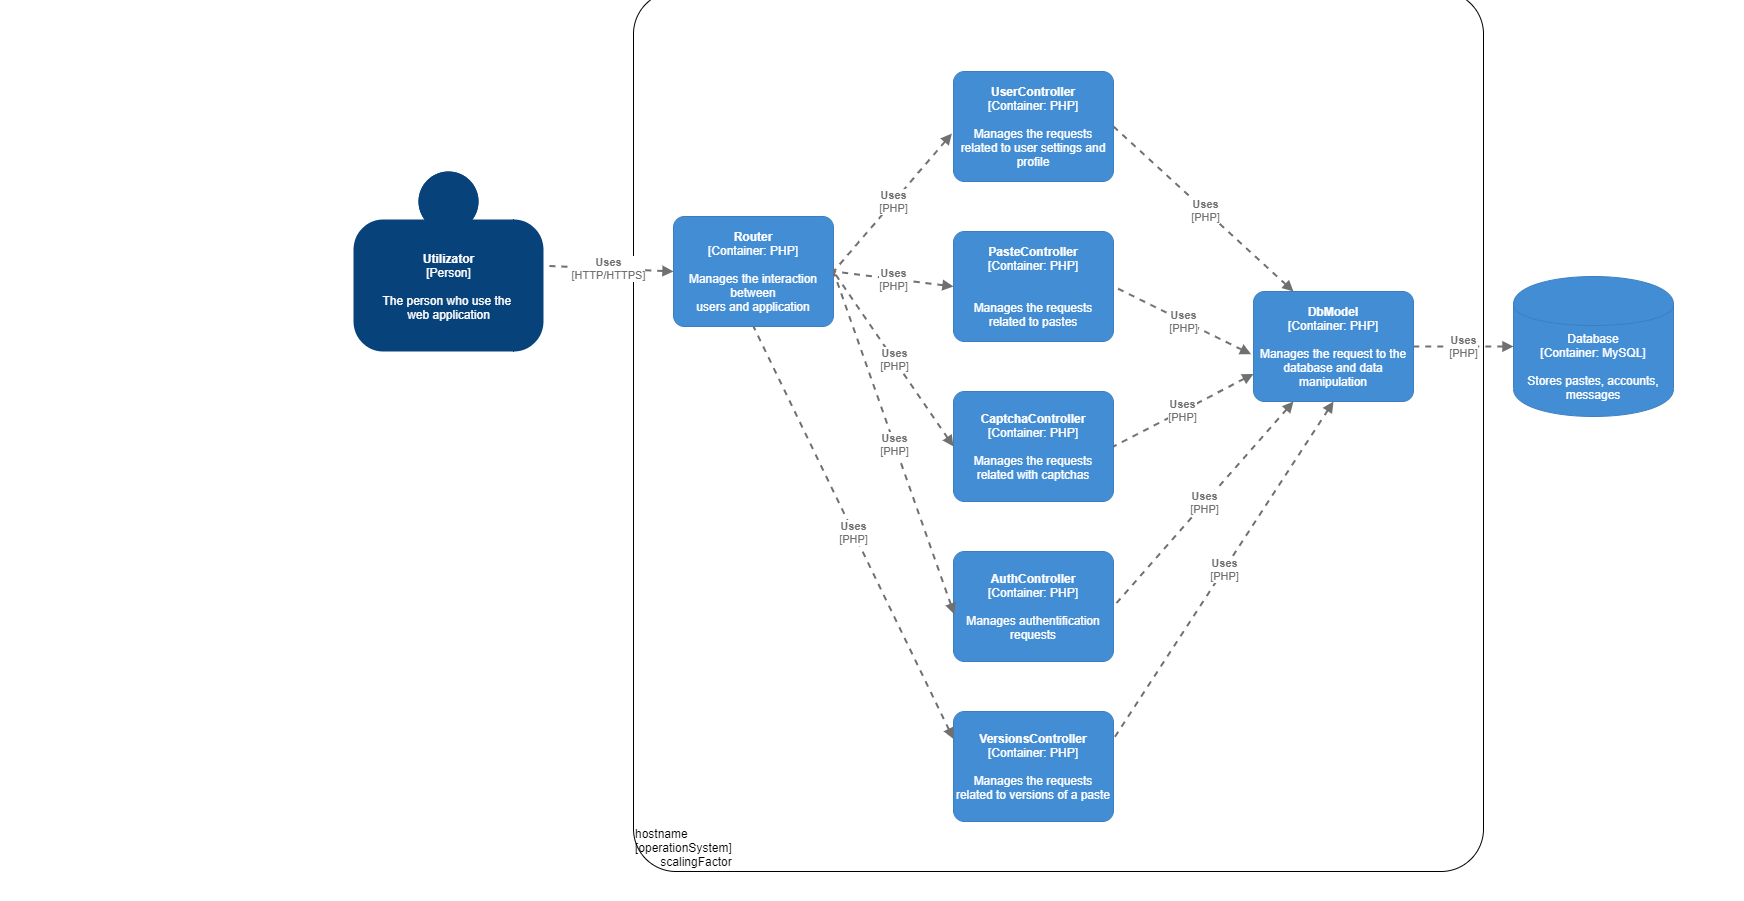 Utilizator
[Person]
The person who use the
web application
Uses
[HTTP/HTTPS]
Router
[Container: PHP]
Manages the interaction
between
users and application
Uses
[PHP]
Uses
[PHP]
Uses
[PHP]
Uses
[PHP]
Uses
[PHP]
UserController
[Container: PHP]
Manages the requests
related to user settings and
profile
PasteController
[Container: PHP]
Manages the requests
related to pastes
CaptchaController
[Container: PHP]
Manages the requests
related with captchas
AuthController
[Container: PHP]
Manages authentification
requests
VersionsController
[Container: PHP]
Manages the requests
related to versions of a paste
Uses
[PHP]
Uses
[PHP]
Uses
[PHP]
Uses
[PHP]
Uses
[PHP]
DbModel
[Container: PHP]
Manages the request to the
database and data
manipulation
Uses
[PHP]
Database
[Container: MySQL]
Stores pastes, accounts,
messages
hostname
[operationSystem]
scalingFactor